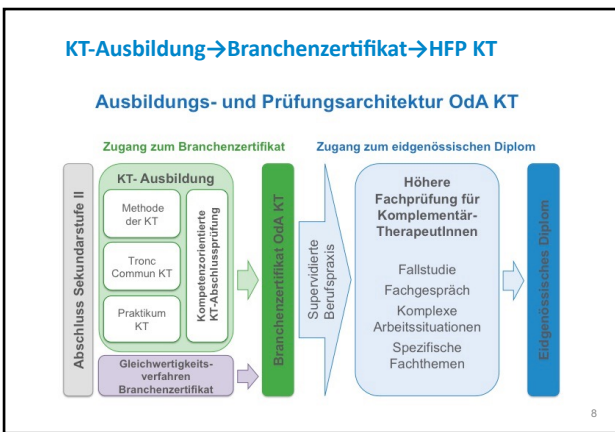 KT-Ausbildung→Branchenzertifikat→HFP KT
Ausbildungs- und Prüfungsarchitektur OdA KT
Zugang zum Branchenzertifikat
Zugang zum eidgenössischen Diplom
Abschluss Sekundarstufe II
KT- Ausbildung
Methode
der KT
Tronc
Commun KT
Praktikum
KT
Kompetenzorientierte
KT-Abschlussprüfung
Gleichwertigkeits-
verfahren
Branchenzertifikat
Branchenzertifikat OdA KT
Supervidierte
Berufspraxis
Höhere
Fachprüfung für
Komplementär-
TherapeutInnen
Fallstudie
Fachgespräch
Komplexe
Arbeitssituationen
Spezifische
Fachthemen
Eidgenössisches Diplom
8